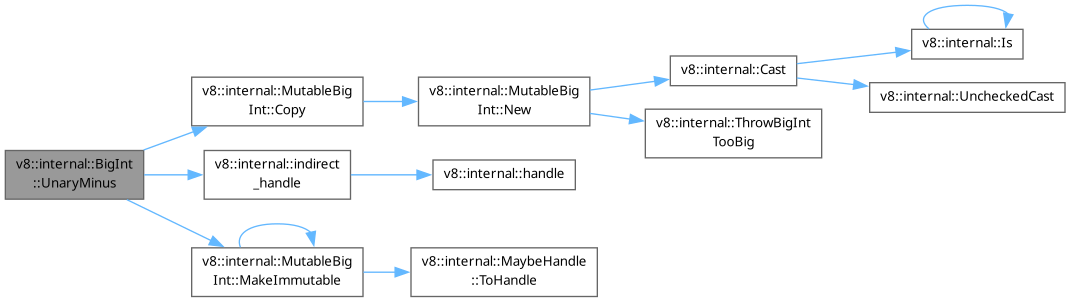 v8::internal::BigInt
::UnaryMinus
v8::internal::MutableBig
Int::Copy
v8::internal::MutableBig
Int::New
v8::internal::Cast
v8::internal::Is
v8::internal::UncheckedCast
v8::internal::ThrowBigInt
TooBig
v8::internal::indirect
_handle
v8::internal::handle
v8::internal::MutableBig
Int::MakeImmutable
v8::internal::MaybeHandle
::ToHandle